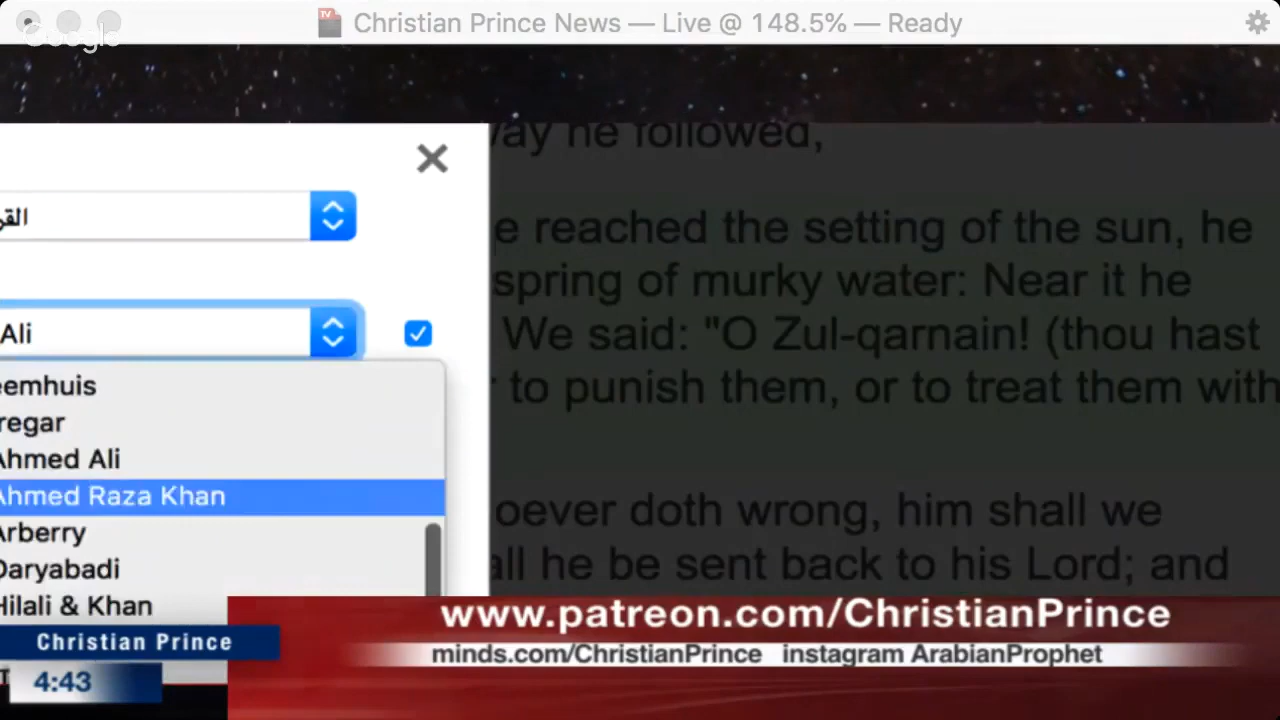 Christian Prince News — Live @ 148.5% — Ready
Google
way he followed,
القر
e reached the setting of the sun, he
spring of murky water: Near it he
Ali
We said: "O Zul-qarnain! (thou hast
to punish them, or to treat them with
eemhuis
regar
Ahmed Ali
Ahmed Raza Khan
Arberry
Daryabadi
Hilali & Khan
oever doth wrong, him shall we
all he be sent back to his Lord; and
www.patreon.com/ChristianPrince
Christian Prince
minds.com/ChristianPrince instagram ArabianProphet
4:43